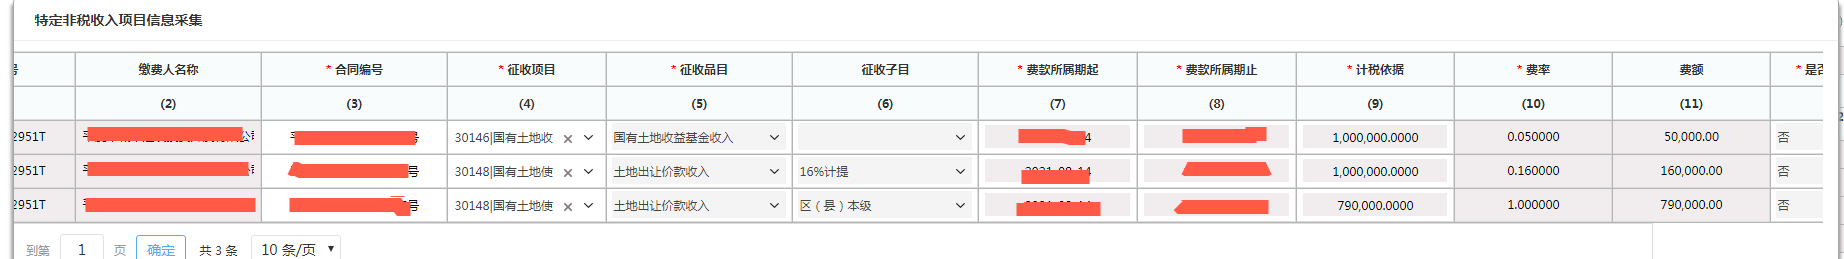 特定非税收入项目信息采集
号 缴费人名称 * 合同编号 * 征收项目 * 征收品目 征收子目 * 费款所属期起 * 费款所属期止 * 计税依据 * 费率 费额 * 是否
(2) (3) (4) (5) (6) (7) (8) (9) (10) (11)
2951T 号 30146|国有土地收 × 国有土地收益基金收入 4 1,000,000.0000 0.050000 50,000.00 否
2951T 号 30148|国有土地使 × 土地出让价款收入 16%计提 1,000,000.0000 0.160000 160,000.00 否
2951T 号 30148|国有土地使 × 土地出让价款收入 区（县）本级 790,000.0000 1.000000 790,000.00 否
到第 1 页 确定 共 3 条 10 条/页